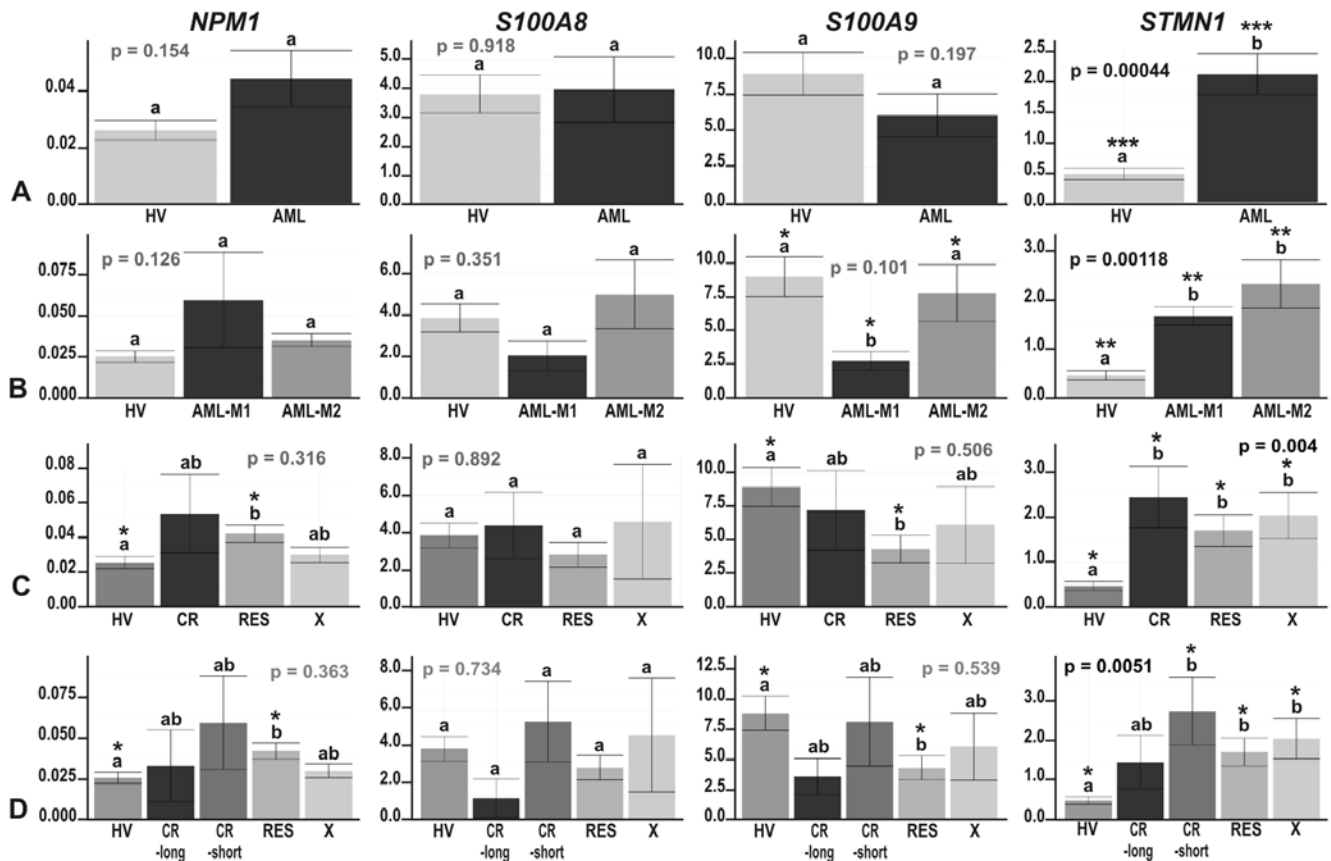 NPM1 S100A8 S100A9 STMN1
p = 0.154 a a 0.04 0.02 0.00 HV AML
p = 0.918 a a 5.0 4.0 3.0 2.0 1.0 0.0 HV AML
p = 0.197 a a 10.0 7.5 5.0 2.5 0.0 HV AML
p = 0.00044 *** a *** b 2.5 2.0 1.5 1.0 0.5 0.0 HV AML
A
p = 0.126 a a a 0.075 0.050 0.025 0.000 HV AML-M1 AML-M2
p = 0.351 a a a 6.0 4.0 2.0 0.0 HV AML-M1 AML-M2
p = 0.101 * a * b * a 10.0 7.5 5.0 2.5 0.0 HV AML-M1 AML-M2
p = 0.00118 ** a ** b ** b 3.0 2.0 1.0 0.0 HV AML-M1 AML-M2
B
p = 0.316 * a ab * b ab 0.08 0.06 0.04 0.02 0.00 HV CR RES X
p = 0.892 a a a a 8.0 6.0 4.0 2.0 0.0 HV CR RES X
p = 0.506 * a ab * b ab 10.0 7.5 5.0 2.5 0.0 HV CR RES X
p = 0.004 * a * b * b * b 3.0 2.0 1.0 0.0 HV CR RES X
C
p = 0.363 * a ab ab * b ab 0.075 0.050 0.025 0.000 HV CR -long CR -short RES X
p = 0.734 a a a a a 8.0 6.0 4.0 2.0 0.0 HV CR -long CR -short RES X
p = 0.539 * a ab ab * b ab 12.5 10.0 7.5 5.0 2.5 0.0 HV CR -long CR -short RES X
p = 0.0051 * a ab * b * b * b 3.0 2.0 1.0 0.0 HV CR -long CR -short RES X
D